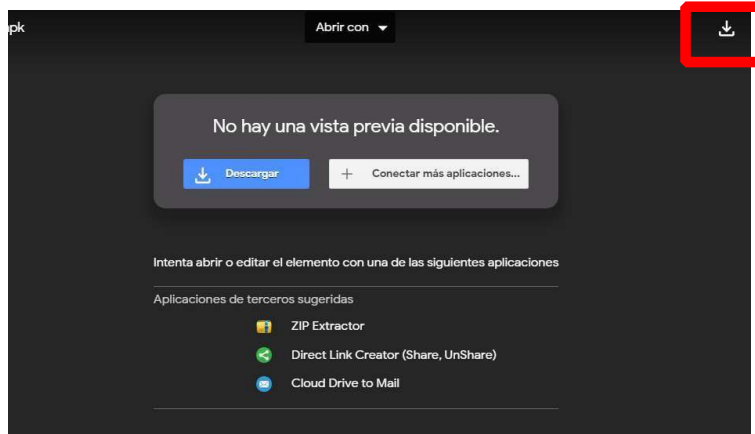 apk
Abrir con
No hay una vista previa disponible.
Descargar
Conectar más aplicaciones...
Intenta abrir o editar el elemento con una de las siguientes aplicaciones
Aplicaciones de terceros sugeridas
ZIP Extractor
Direct Link Creator (Share, UnShare)
Cloud Drive to Mail